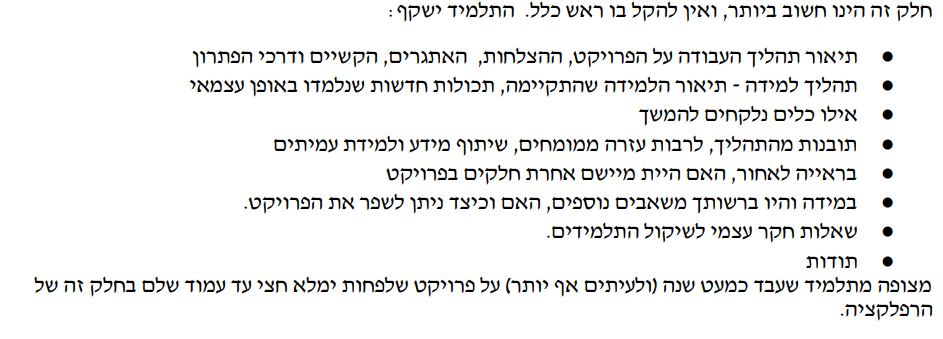 חלק זה הינו חשוב ביותר, ואין להקל בו ראש כלל. התלמיד ישקף:
● תיאור תהליך העבודה על הפרויקט, ההצלחות, האתגרים, הקשיים ודרכי הפתרון
● תהליך למידה - תיאור הלמידה שהתקיימה, תכולות חדשות שנלמדו באופן עצמאי
● אילו כלים נלקחים להמשך
● תובנות מהתהליך, לרבות עזרה ממומחים, שיתוף מידע ולמידת עמיתים
● בראייה לאחור, האם היית מיישם אחרת חלקים בפרויקט
● במידה והיו ברשותך משאבים נוספים, האם וכיצד ניתן לשפר את הפרויקט.
● שאלות חקר עצמי לשיקול התלמידים.
● תודות
מצופה מתלמיד שעבד כמעט שנה (ולעיתים אף יותר) על פרויקט שלפחות ימלא חצי עד עמוד שלם בחלק זה של
הרפלקציה.